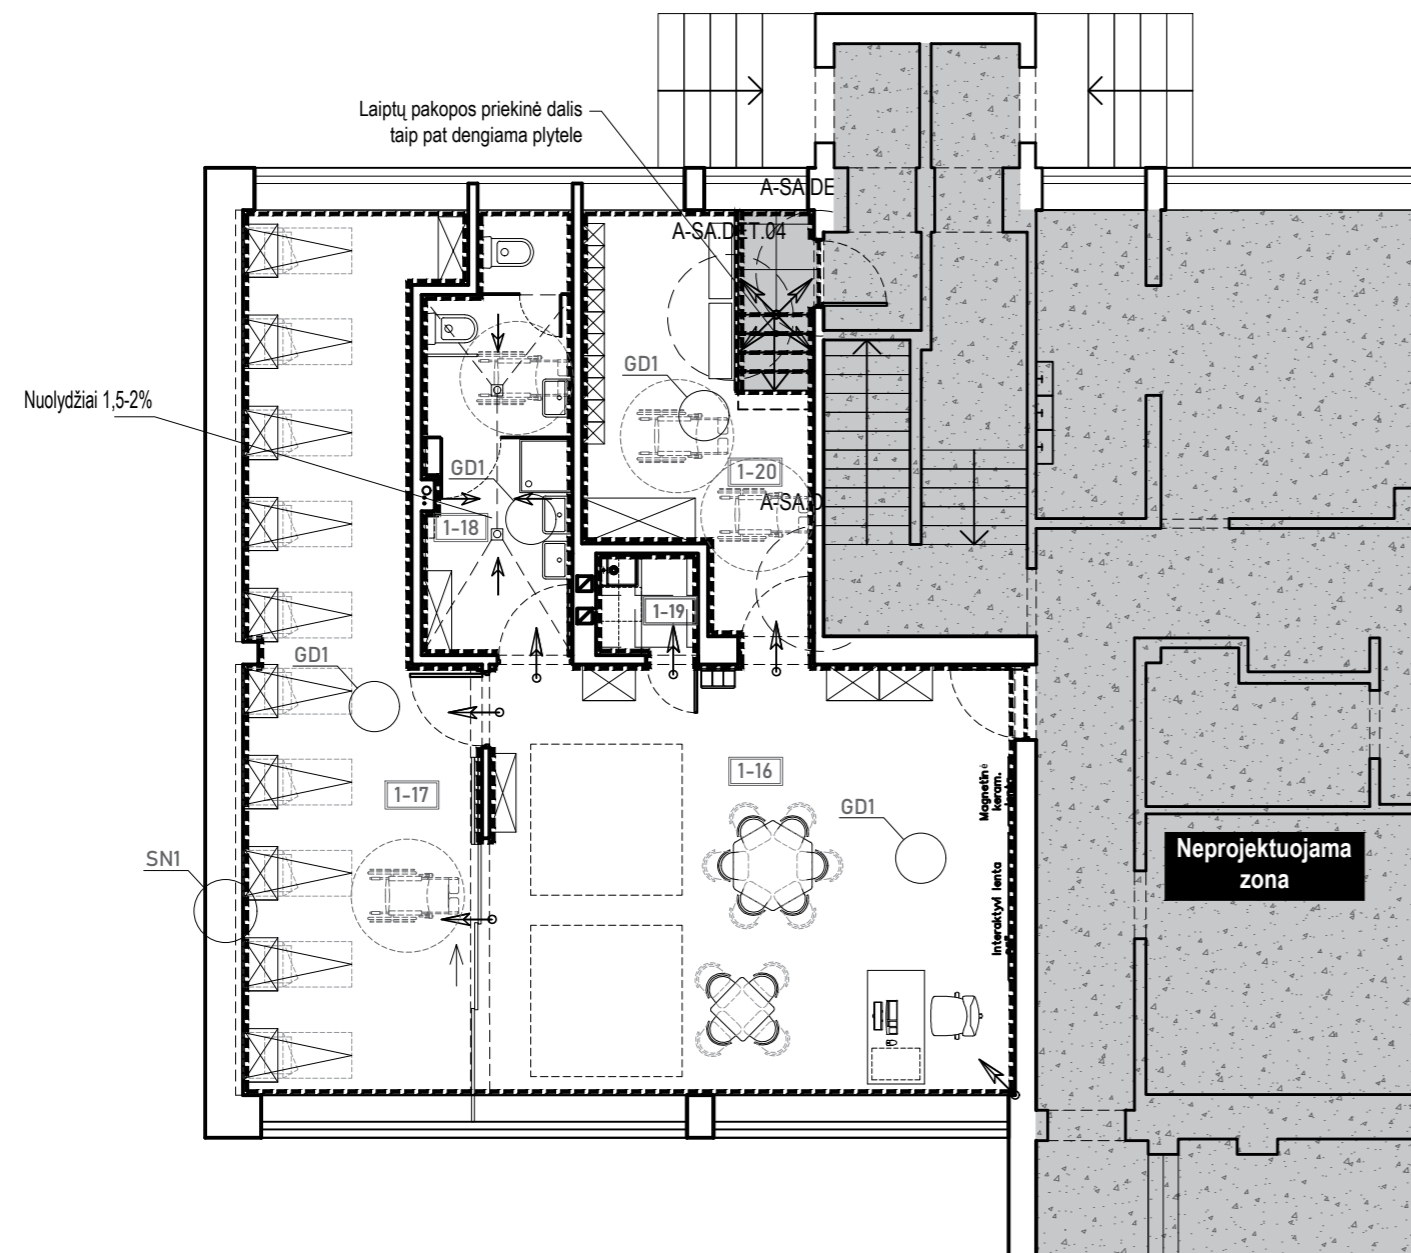 Laiptų pakopos priekinė dalis
taip pat dengiama plytele
A-SA.DE
A-SA.DET.04
GD1
Nuolydžiai 1,5-2%
GD1
1-20
A-SA.D
1-18
1-19
GD1
1-16
1-17
Magnetinė
keram.
GD1
Neprojektuojama
zona
SN1
Interaktyvi lenta